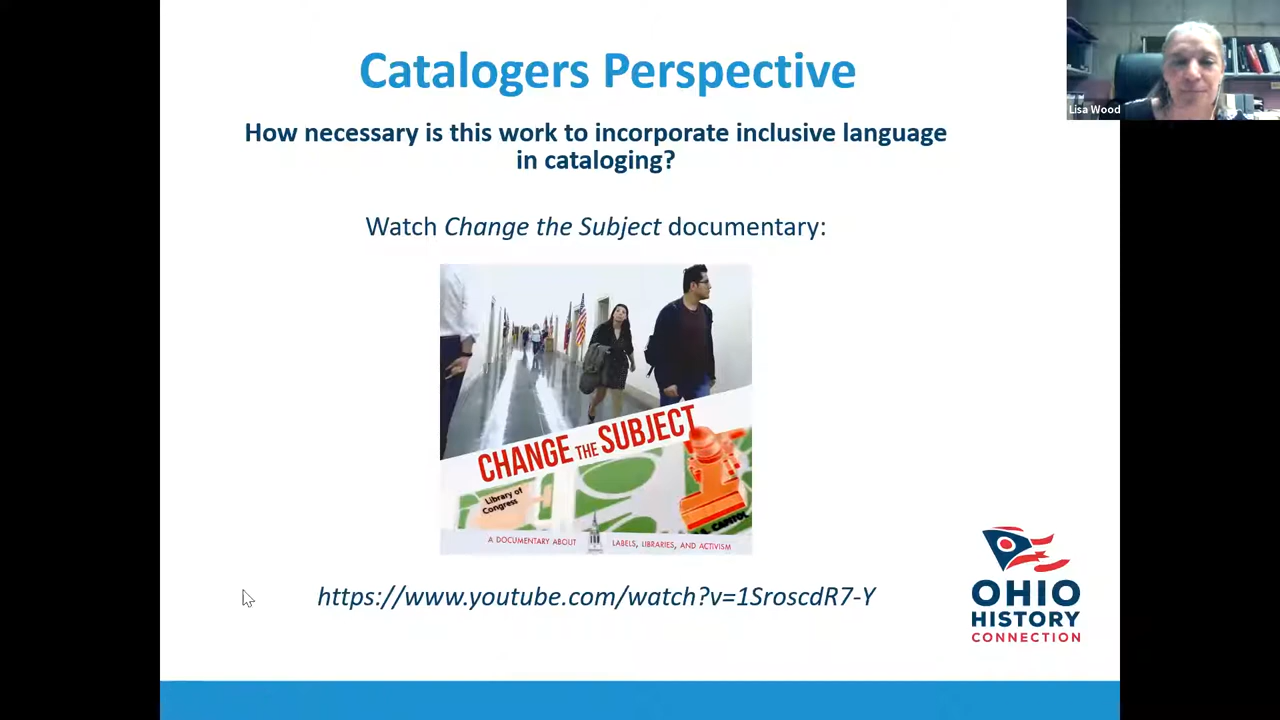 Catalogers Perspective
Lisa Wood
How necessary is this work to incorporate inclusive language
in cataloging?
Watch Change the Subject documentary:
CHANGE THE SUBJECT
Library of
Congress
CAPITOL
A DOCUMENTARY ABOUT LABELS, LIBRARIES, AND ACTIVISM
https://www.youtube.com/watch?v=1SroscdR7-Y
OHIO
HISTORY
CONNECTION